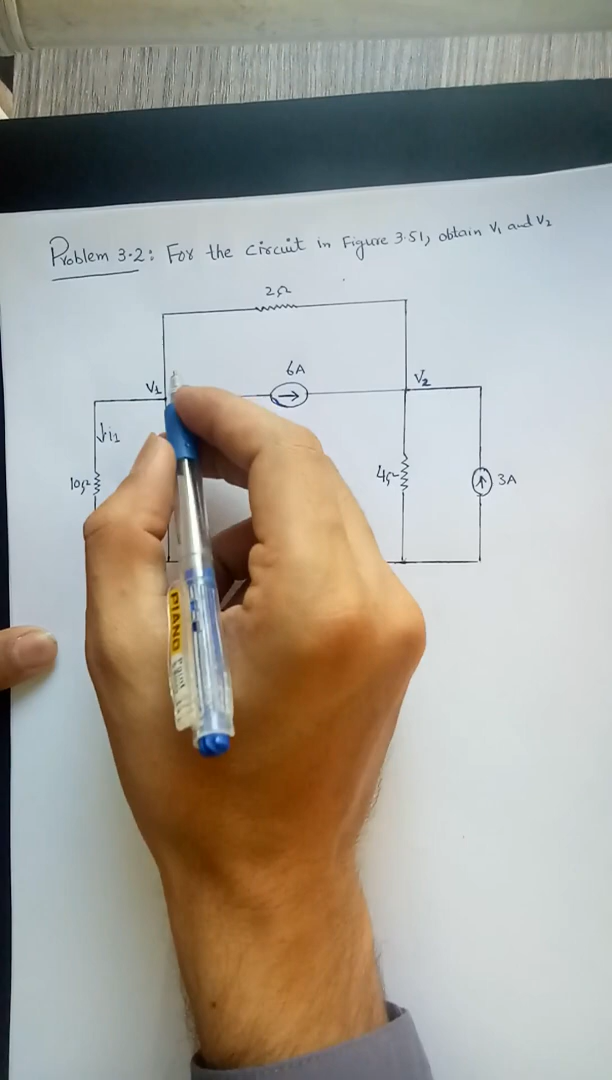 Problem 3.2: For the circuit in Figure 3.51, obtain V1 and V2
2Ω
6A
V1
V2
i1
10Ω
4Ω
3A
PIANO